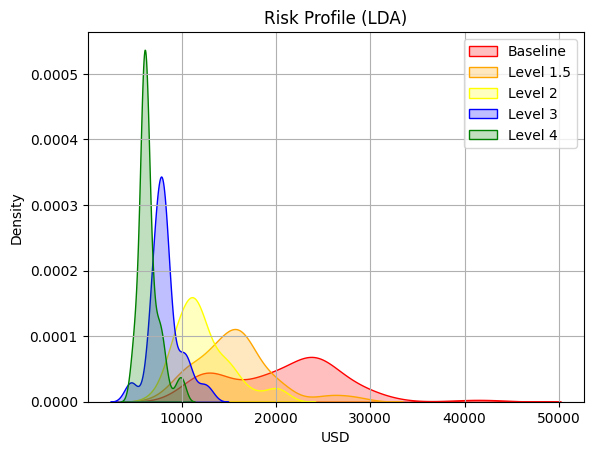 Risk Profile (LDA)
Baseline
Level 1.5
Level 2
Level 3
Level 4
Density
0.0005
0.0004
0.0003
0.0002
0.0001
0.0000
10000 20000 30000 40000 50000
USD